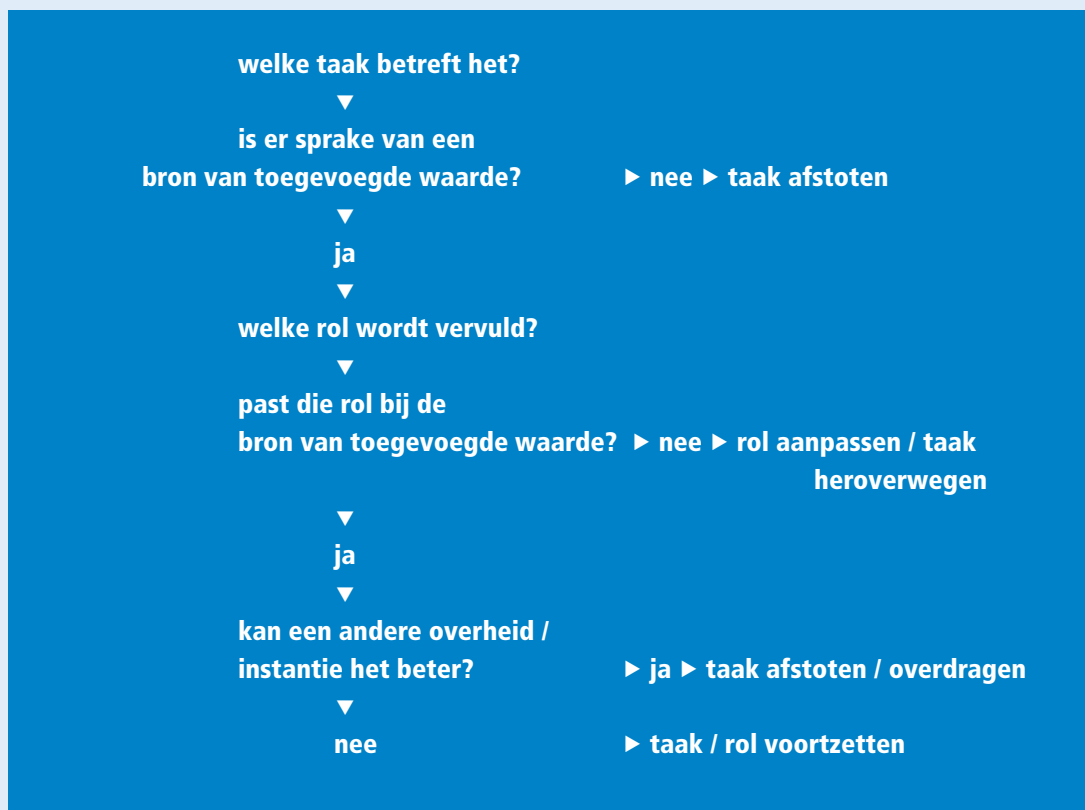 welke taak betreft het?
▼
is er sprake van een
bron van toegevoegde waarde? ▶ nee ▶ taak afstoten
▼
ja
▼
welke rol wordt vervuld?
▼
past die rol bij de
bron van toegevoegde waarde? ▶ nee ▶ rol aanpassen / taak
heroverwegen
▼
ja
▼
kan een andere overheid /
instantie het beter? ▶ ja ▶ taak afstoten / overdragen
▼
nee ▶ taak / rol voortzetten